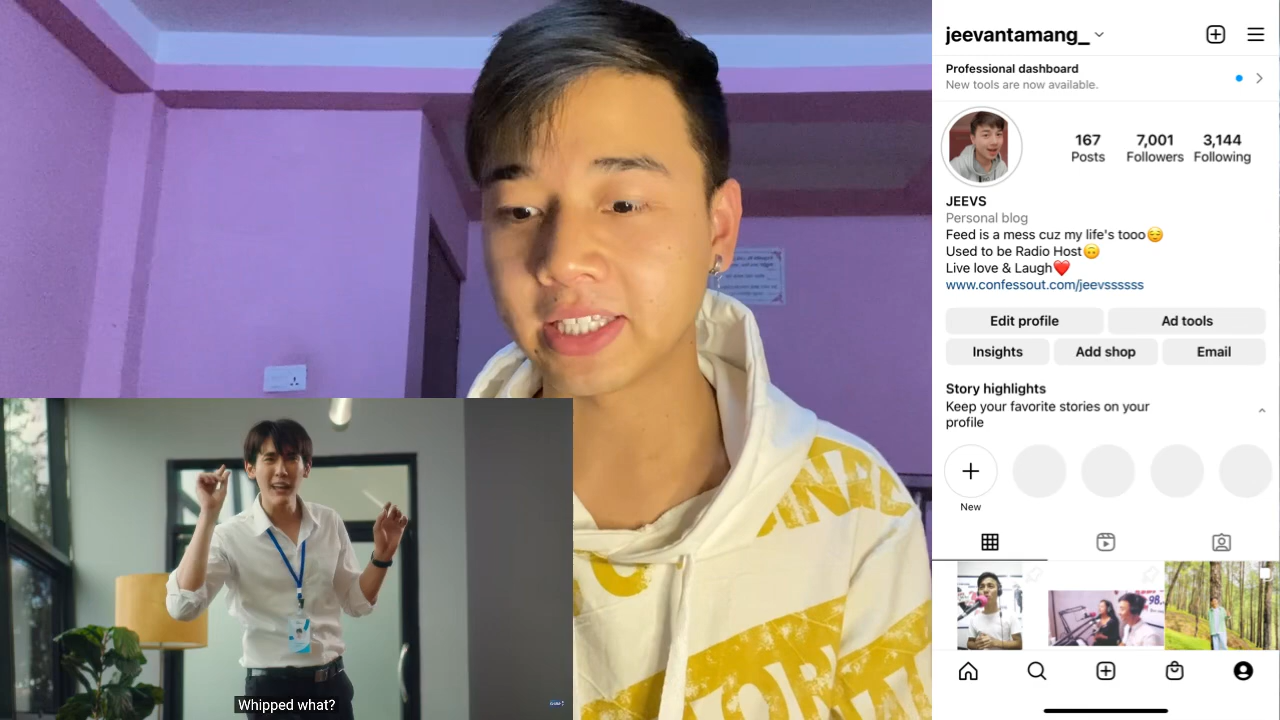 jeevantamang_
Professional dashboard
New tools are now available.
167
Posts
7,001
Followers
3,144
Following
JEEVS
Personal blog
Feed is a mess cuz my life's tooo😌
Used to be Radio Host🙃
Live love & Laugh❤️
www.confessout.com/jeevssssss
Edit profile
Ad tools
Insights
Add shop
Email
Story highlights
Keep your favorite stories on your
profile
New
98.
Whipped what?